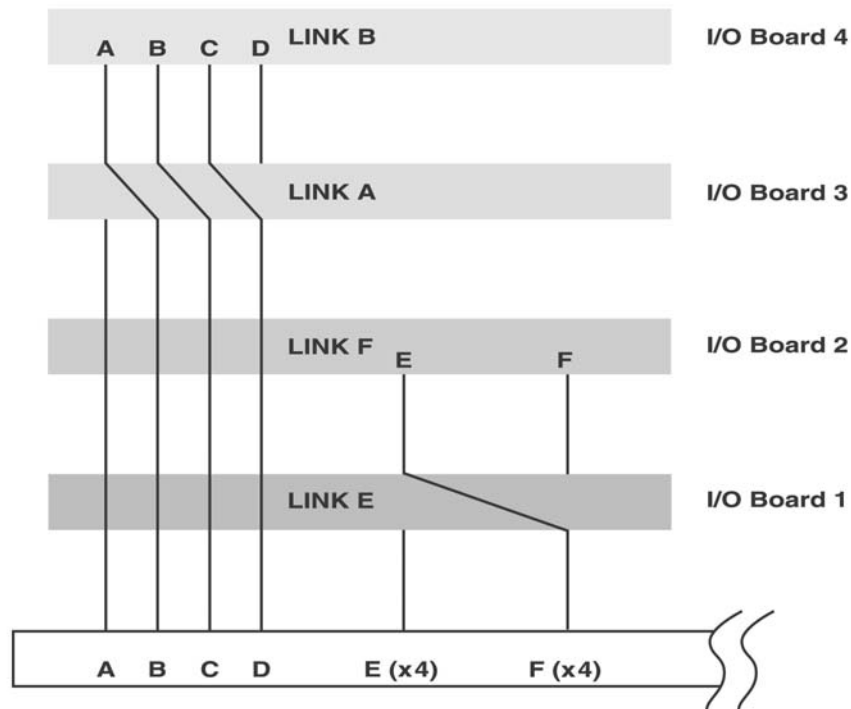 A B C D LINK B I/O Board 4
LINK A I/O Board 3
LINK F E F I/O Board 2
LINK E I/O Board 1
A B C D E (x4) F (x4)